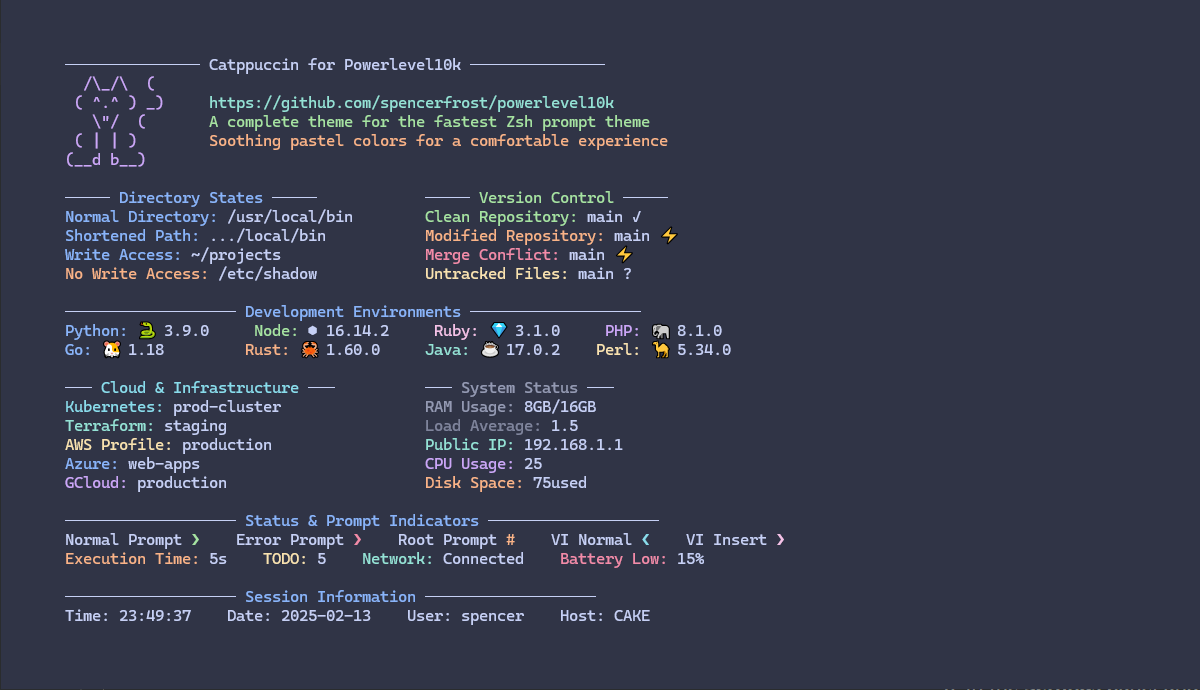 Catppuccin for Powerlevel10k
/\_/\  (
( ^.^ ) _)    https://github.com/spencerfrost/powerlevel10k
\"/  (    A complete theme for the fastest Zsh prompt theme
( | | )    Soothing pastel colors for a comfortable experience
(__d b__)
Directory States
Normal Directory: /usr/local/bin
Shortened Path: .../local/bin
Write Access: ~/projects
No Write Access: /etc/shadow
Version Control
Clean Repository: main ✓
Modified Repository: main ⚡
Merge Conflict: main ⚡
Untracked Files: main ?
Development Environments
Python: 🐍 3.9.0    Node: ⬢ 16.14.2    Ruby: 💎 3.1.0    PHP: 🐘 8.1.0
Go: 🐹 1.18    Rust: 🦀 1.60.0    Java: ☕ 17.0.2    Perl: 🐪 5.34.0
Cloud & Infrastructure
Kubernetes: prod-cluster
Terraform: staging
AWS Profile: production
Azure: web-apps
GCloud: production
System Status
RAM Usage: 8GB/16GB
Load Average: 1.5
Public IP: 192.168.1.1
CPU Usage: 25
Disk Space: 75used
Status & Prompt Indicators
Normal Prompt ❯    Error Prompt ❯    Root Prompt #    VI Normal ❮    VI Insert ❯
Execution Time: 5s    TODO: 5    Network: Connected    Battery Low: 15%
Session Information
Time: 23:49:37    Date: 2025-02-13    User: spencer    Host: CAKE